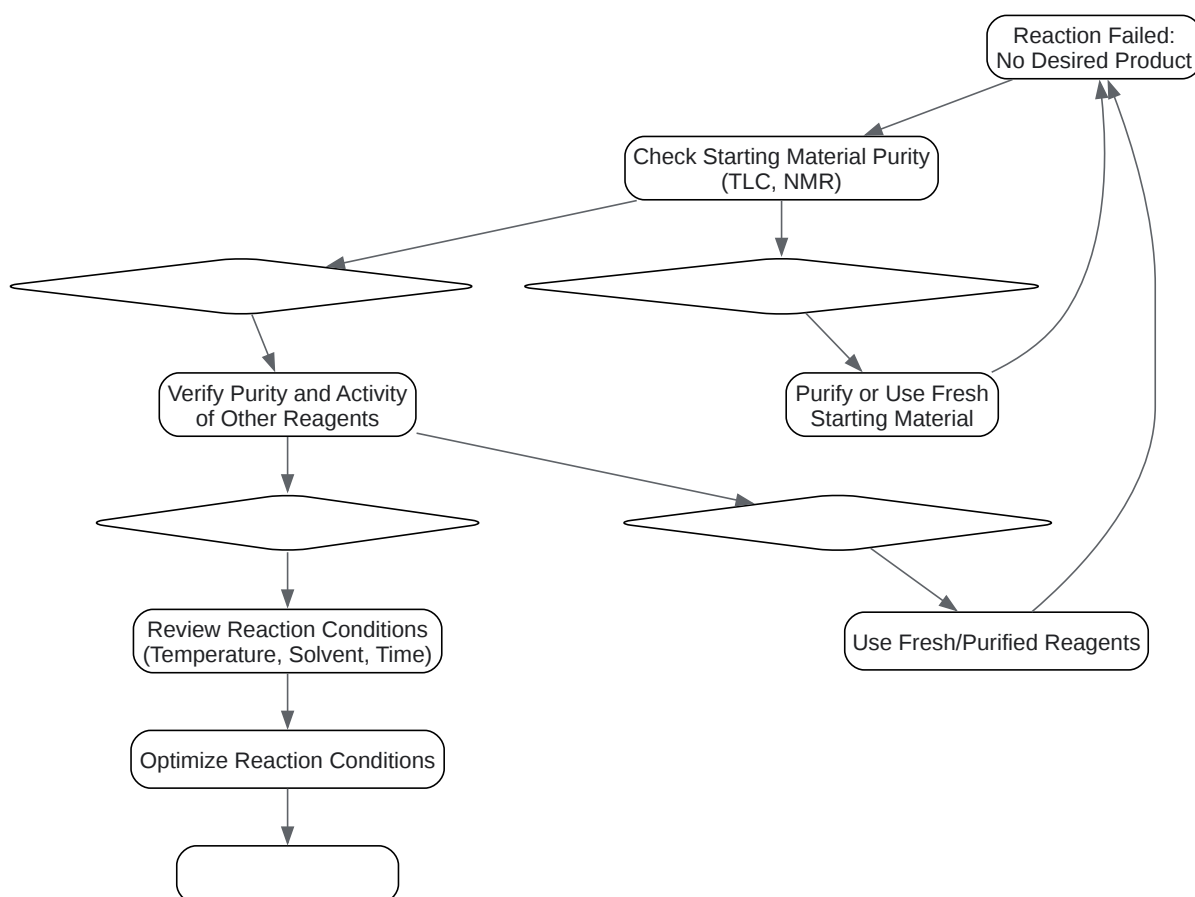 Reaction Failed:
No Desired Product
Check Starting Material Purity
(TLC, NMR)
Verify Purity and Activity
of Other Reagents
Purify or Use Fresh
Starting Material
Review Reaction Conditions
(Temperature, Solvent, Time)
Use Fresh/Purified Reagents
Optimize Reaction Conditions